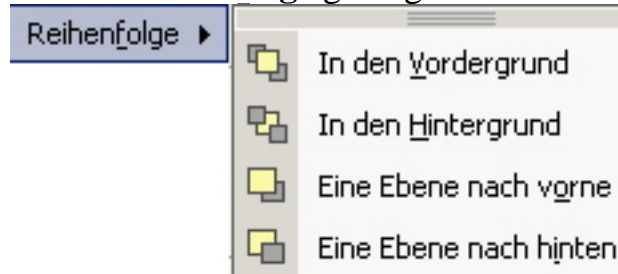 Reihenfolge
In den Vordergrund
In den Hintergrund
Eine Ebene nach vorne
Eine Ebene nach hinten